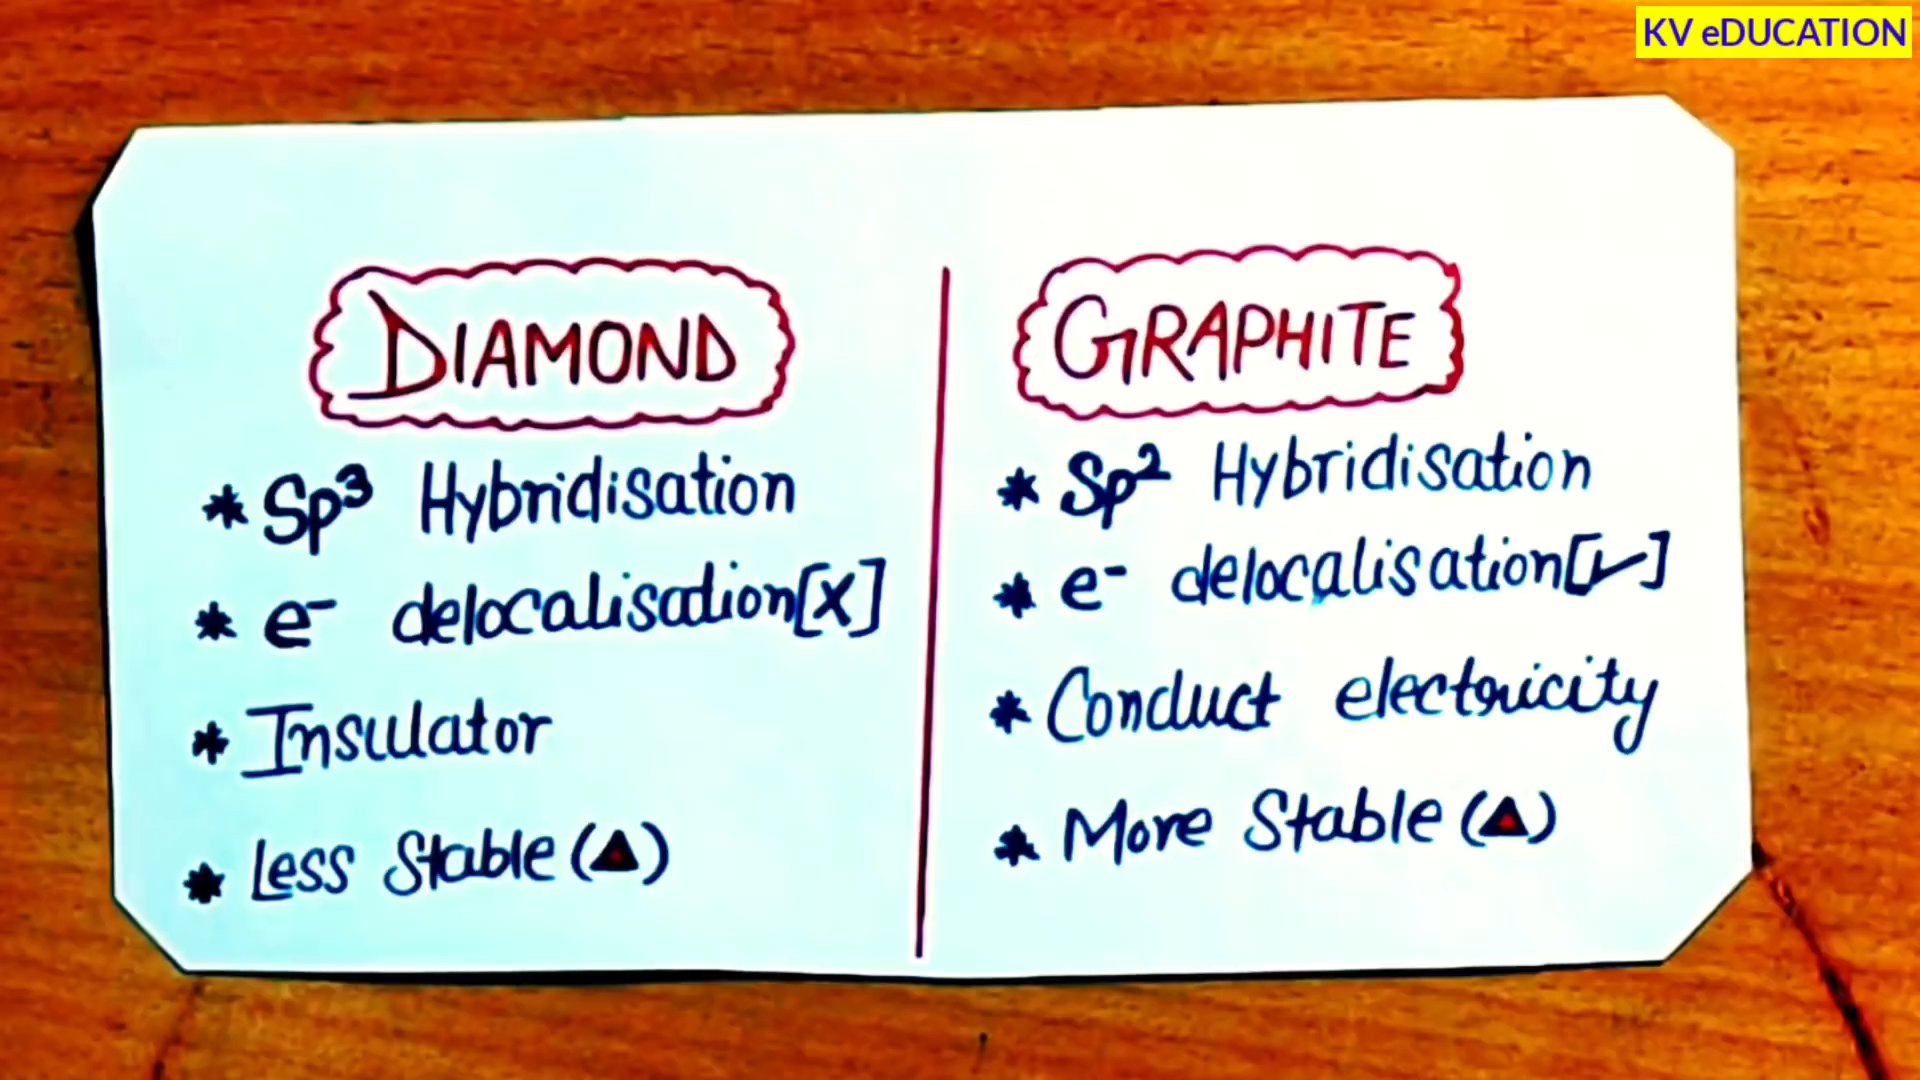 KV eDUCATION
DIAMOND
* Sp³ Hybridisation
* e⁻ delocalisation[x]
* Insulator
* Less Stable (▲)
GRAPHITE
* Sp² Hybridisation
* e⁻ delocalisation[✓]
* Conduct electricity
* More Stable (▲)